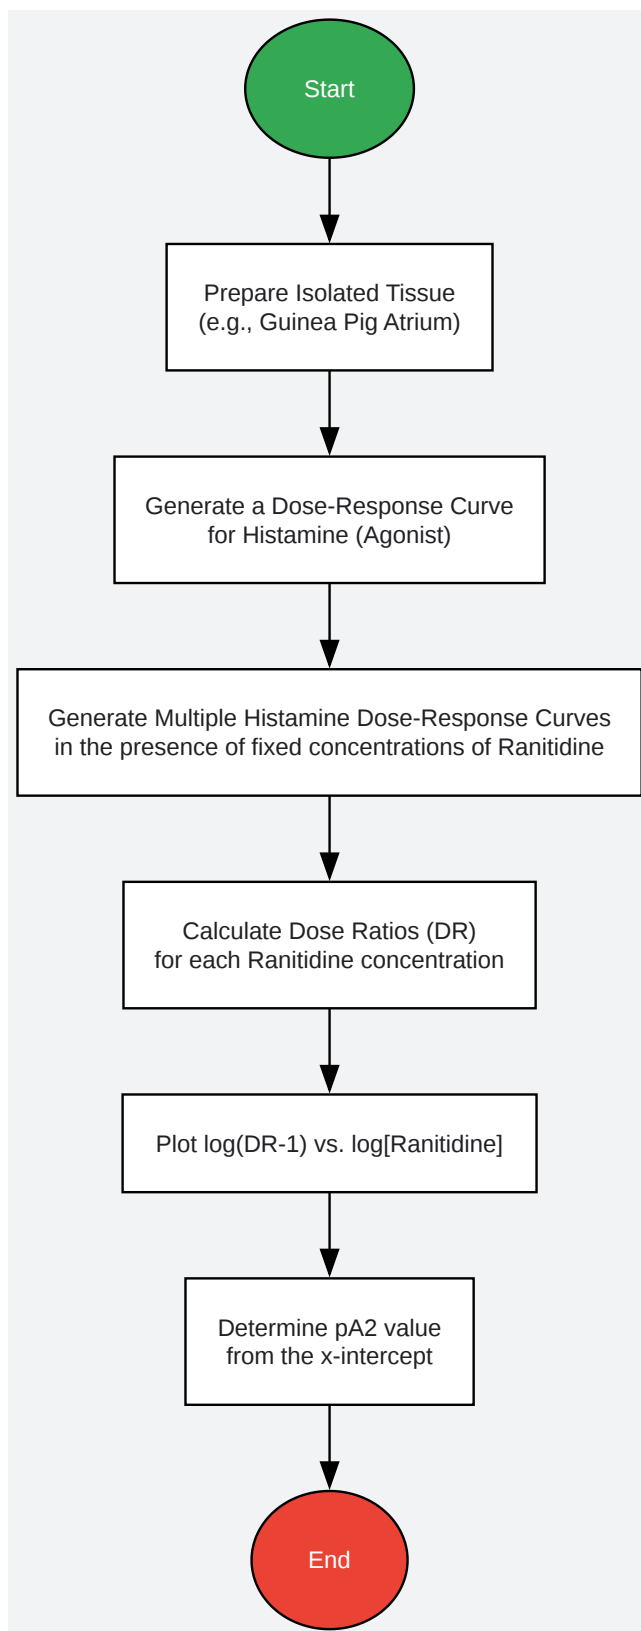 Start
Prepare Isolated Tissue
(e.g., Guinea Pig Atrium)
Generate a Dose-Response Curve
for Histamine (Agonist)
Generate Multiple Histamine Dose-Response Curves
in the presence of fixed concentrations of Ranitidine
Calculate Dose Ratios (DR)
for each Ranitidine concentration
Plot log(DR-1) vs. log[Ranitidine]
Determine pA2 value
from the x-intercept
End